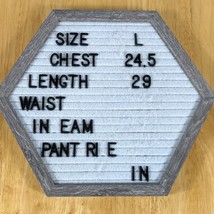 SIZE L
CHEST 24.5
LENGTH 29
WAIST
IN EAM
PANT RI E
IN